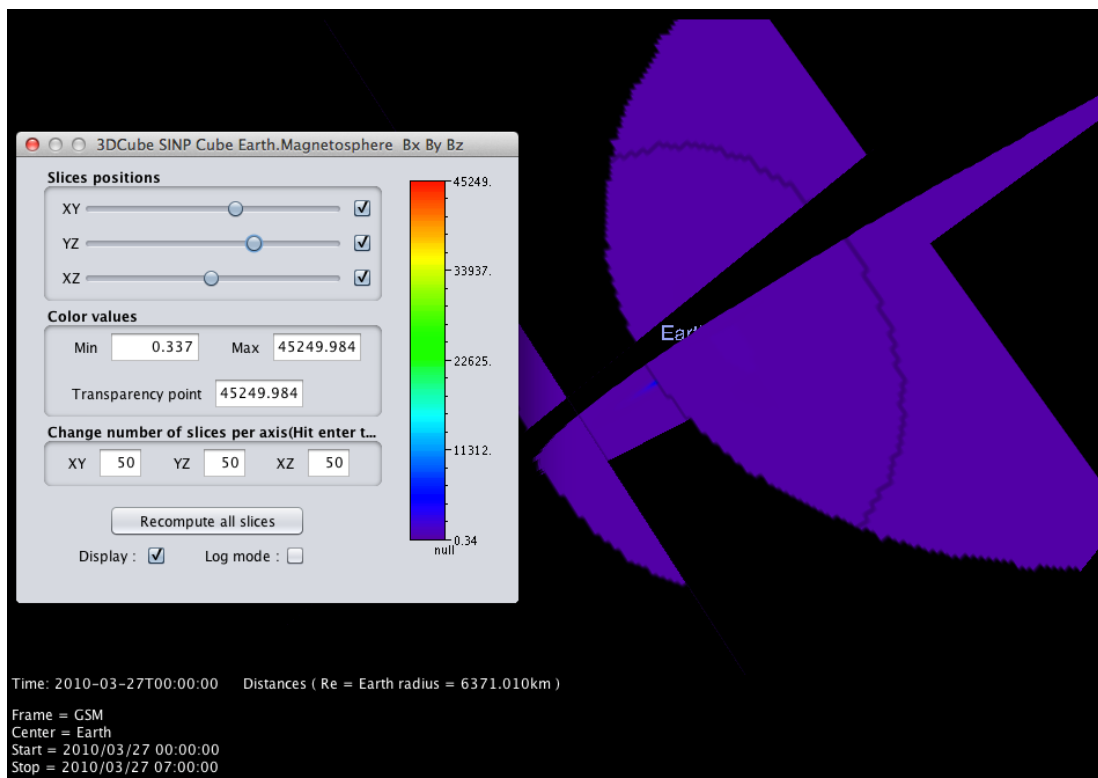 3DCube SINP Cube Earth.Magnetosphere Bx By Bz
Slices positions
XY
YZ
XZ
Color values
Min 0.337 Max 45249.984
Transparency point 45249.984
Change number of slices per axis(Hit enter t...
XY 50 YZ 50 XZ 50
Recompute all slices
Display : Log mode :
45249.
33937.
22625.
11312.
0.34
null
Time: 2010-03-27T00:00:00 Distances ( Re = Earth radius = 6371.010km )
Frame = GSM
Center = Earth
Start = 2010/03/27 00:00:00
Stop = 2010/03/27 07:00:00